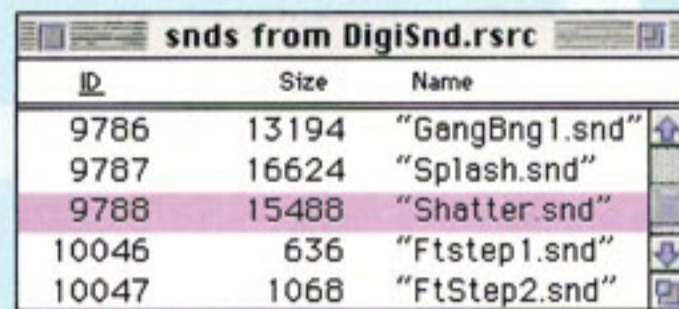 snds from DigiSnd.rsrc
ID Size Name
9786 13194 “GangBng1.snd”
9787 16624 “Splash.snd”
9788 15488 “Shatter.snd”
10046 636 “Ftstep1.snd”
10047 1068 “FtStep2.snd”